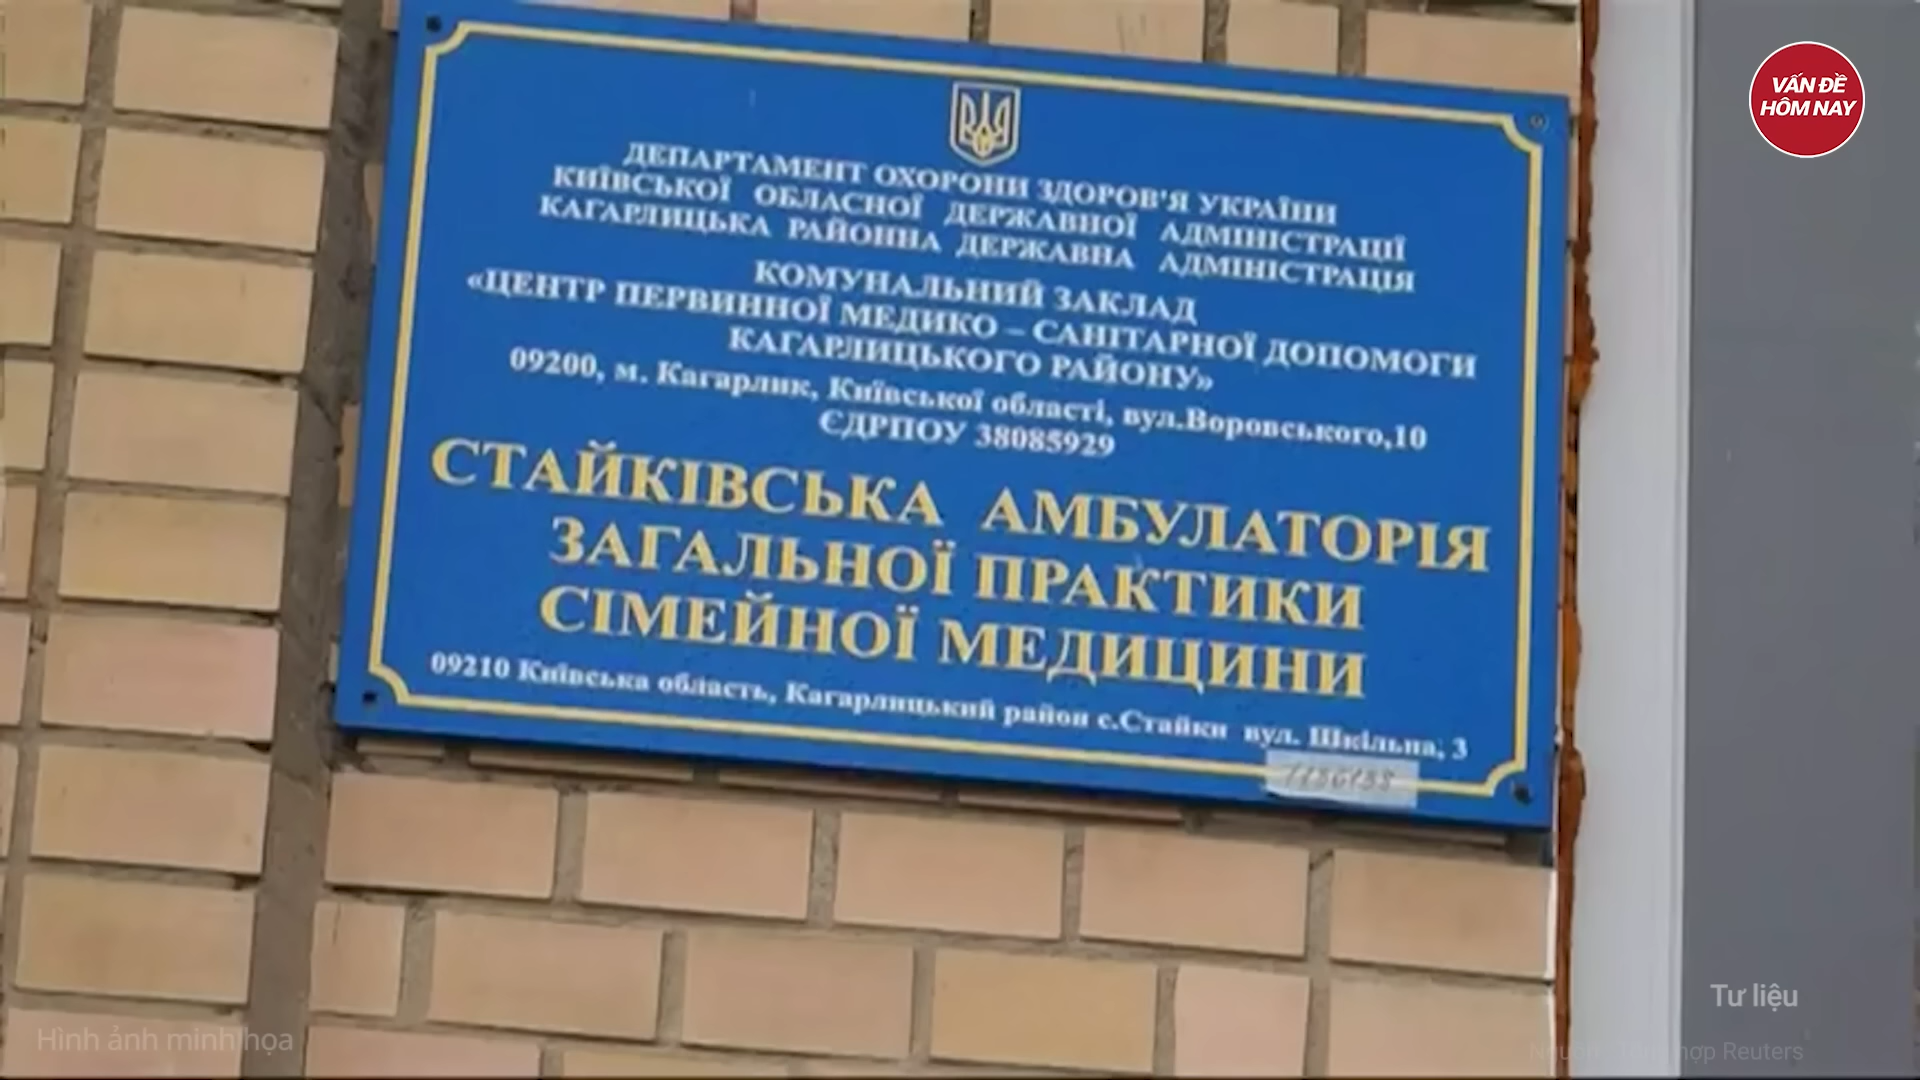 VẤN ĐỀ
HÔM NAY
ДЕПАРТАМЕНТ ОХОРОНИ ЗДОРОВ'Я УКРАЇНИ
КИЇВСЬКОЇ ОБЛАСНОЇ ДЕРЖАВНОЇ АДМІНІСТРАЦІЇ
КАГАРЛИЦЬКА РАЙОННА ДЕРЖАВНА АДМІНІСТРАЦІЯ
КОМУНАЛЬНИЙ ЗАКЛАД
«ЦЕНТР ПЕРВИННОЇ МЕДИКО – САНІТАРНОЇ ДОПОМОГИ
КАГАРЛИЦЬКОГО РАЙОНУ»
09200, м. Кагарлик, Київської області, вул.Воровського,10
ЄДРПОУ 38085929
СТАЙКІВСЬКА АМБУЛАТОРІЯ
ЗАГАЛЬНОЇ ПРАКТИКИ
СІМЕЙНОЇ МЕДИЦИНИ
09210 Київська область, Кагарлицький район с.Стайки вул. Шкільна, 3
Tư liệu
Hình ảnh minh họa
Reuters